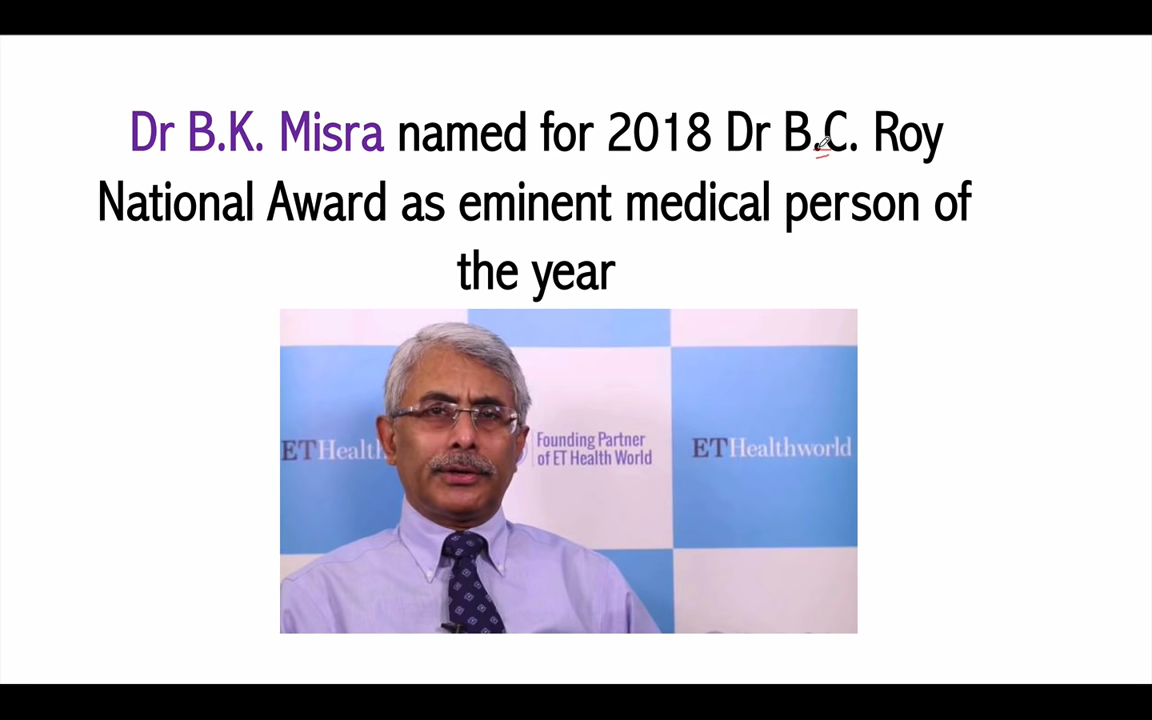 Dr B.K. Misra named for 2018 Dr B.C. Roy
National Award as eminent medical person of
the year
ETHealth
Founding Partner
of ET Health World
ETHealthworld